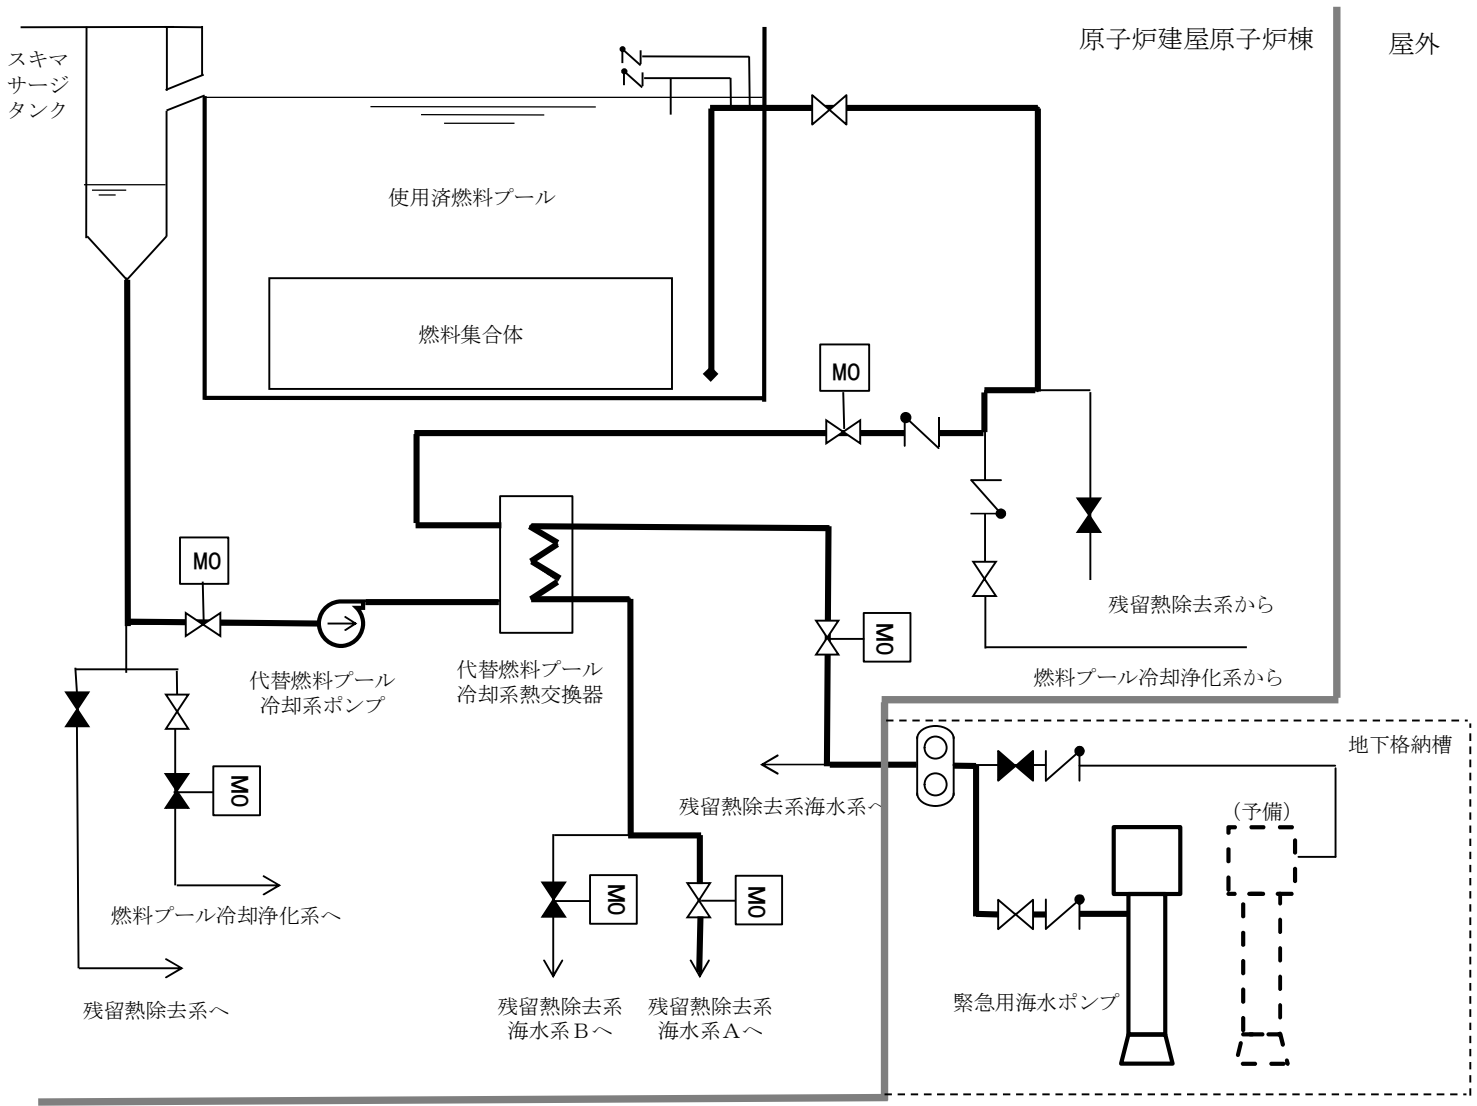 原子炉建屋原子炉棟
屋外
スキマ
サージ
タンク
使用済燃料プール
燃料集合体
MO
MO
残留熱除去系から
MO
代替燃料プール
冷却系ポンプ
代替燃料プール
冷却系熱交換器
燃料プール冷却浄化系から
地下格納槽
MO
残留熱除去系海水系へ
(予備)
燃料プール冷却浄化系へ
MO
MO
残留熱除去系へ
残留熱除去系
海水系Bへ
残留熱除去系
海水系Aへ
緊急用海水ポンプ